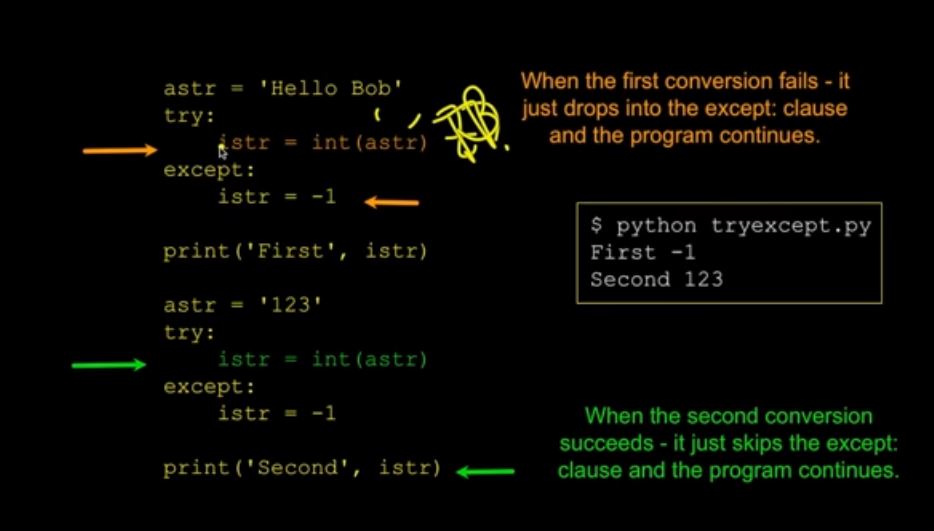 astr = 'Hello Bob'
try:
    istr = int(astr)
except:
    istr = -1
print('First', istr)
astr = '123'
try:
    istr = int(astr)
except:
    istr = -1
print('Second', istr)
When the first conversion fails - it
just drops into the except: clause
and the program continues.
$ python tryexcept.py
First -1
Second 123
When the second conversion
succeeds - it just skips the except:
clause and the program continues.